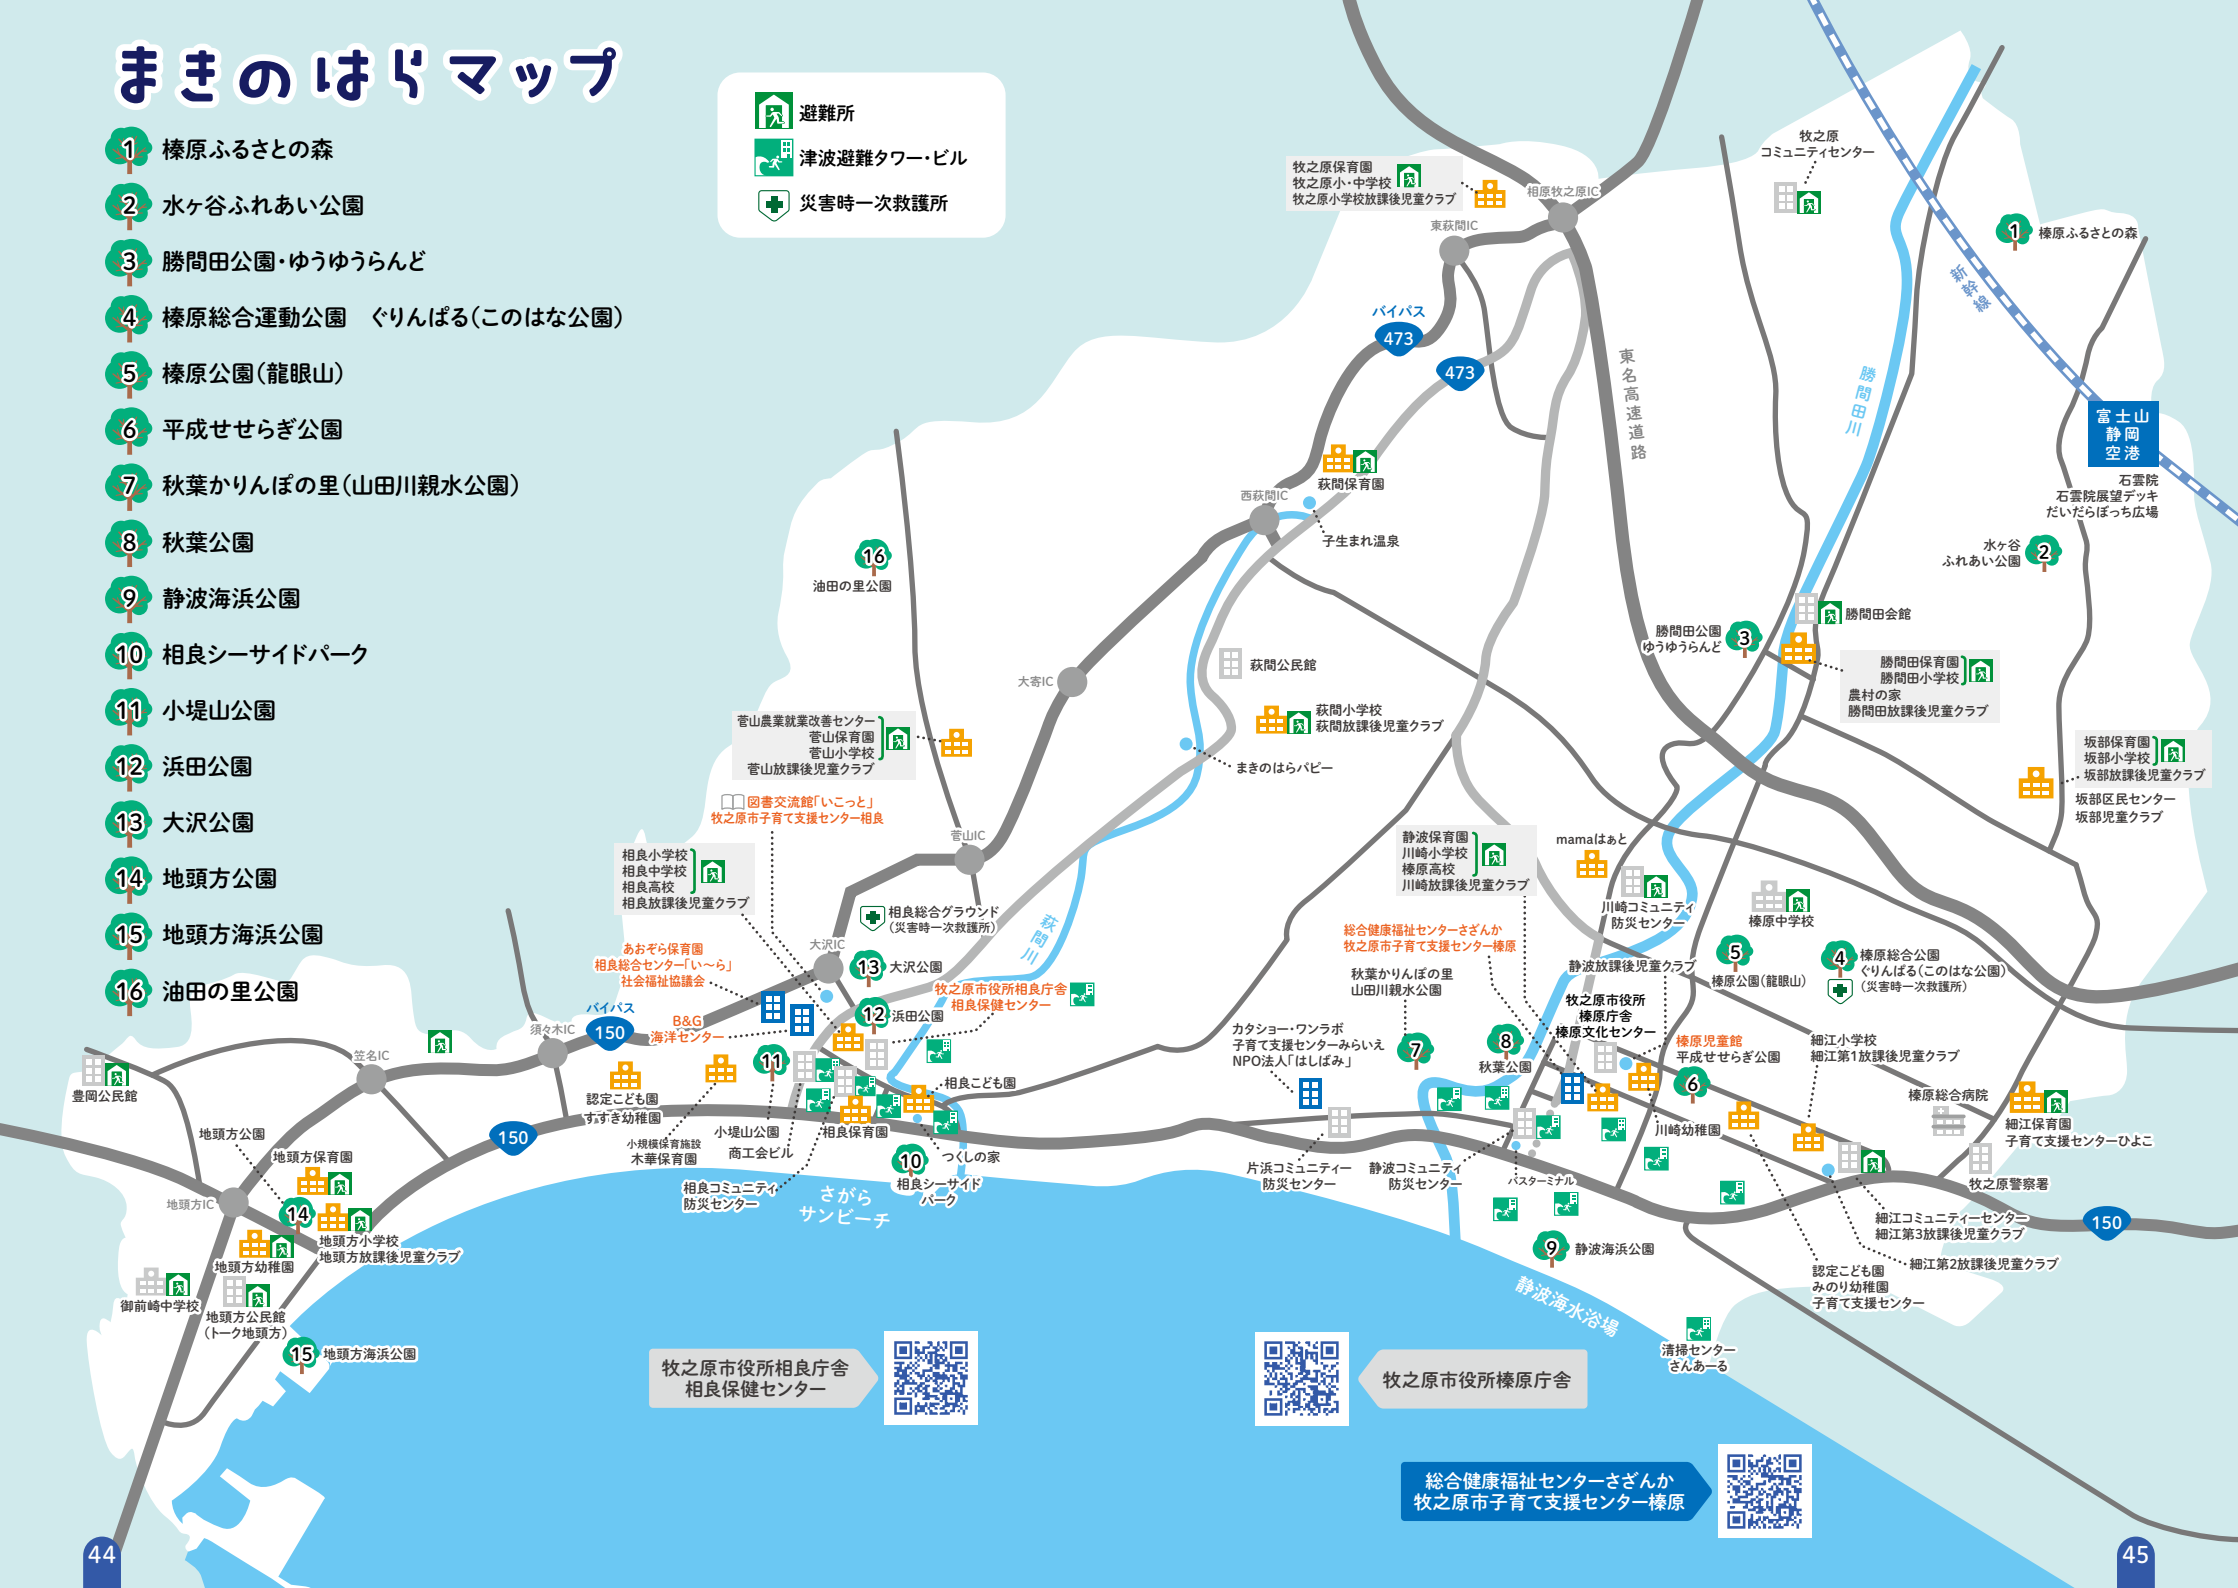 まきのはらマップ
1 榛原ふるさとの森
2 水ヶ谷ふれあい公園
3 勝間田公園・ゆうゆうらんど
4 榛原総合運動公園　ぐりんぱる(このはな公園)
5 榛原公園(龍眼山)
6 平成せせらぎ公園
7 秋葉かりんぽの里(山田川親水公園)
8 秋葉公園
9 静波海浜公園
10 相良シーサイドパーク
11 小堤山公園
12 浜田公園
13 大沢公園
14 地頭方公園
15 地頭方海浜公園
16 油田の里公園
避難所
津波避難タワー・ビル
災害時一次救護所
牧之原保育園
牧之原小・中学校
牧之原小学校放課後児童クラブ
相原牧之原IC
東萩間IC
バイパス
473
473
東名高速道路
牧之原
コミュニティセンター
1
榛原ふるさとの森
新幹線
勝間田川
富士山
静岡
空港
石雲院
石雲院展望デッキ
だいだらぼっち広場
水ヶ谷
ふれあい公園
2
萩間保育園
西萩間IC
子生まれ温泉
16
油田の里公園
勝間田会館
勝間田公園
ゆうゆうらんど
3
勝間田保育園
勝間田小学校
農村の家
勝間田放課後児童クラブ
萩間公民館
大寄IC
萩間小学校
萩間放課後児童クラブ
まきのはらパピー
菅山農業就業改善センター
菅山保育園
菅山小学校
菅山放課後児童クラブ
坂部保育園
坂部小学校
坂部放課後児童クラブ
坂部区民センター
坂部児童クラブ
図書交流館「いこっと」
牧之原市子育て支援センター相良
菅山IC
相良小学校
相良中学校
相良高校
相良放課後児童クラブ
相良総合グラウンド
(災害時一次救護所)
萩間川
静波保育園
川崎小学校
榛原高校
川崎放課後児童クラブ
mamaはぁと
川崎コミュニティ
防災センター
榛原中学校
あおぞら保育園
相良総合センター「い〜ら」
社会福祉協議会
大沢IC
13
大沢公園
総合健康福祉センターさざんか
牧之原市子育て支援センター榛原
秋葉かりんぽの里
山田川親水公園
静波放課後児童クラブ
5
榛原公園(龍眼山)
4
榛原総合公園
ぐりんぱる(このはな公園)
(災害時一次救護所)
牧之原市役所相良庁舎
相良保健センター
12
浜田公園
B&G
海洋センター
バイパス
150
須々木IC
笠名IC
豊岡公民館
牧之原市役所
榛原庁舎
榛原文化センター
カタショー・ワンラボ
子育て支援センターみらいえ
NPO法人「はしばみ」
7
8
秋葉公園
榛原児童館
平成せせらぎ公園
6
細江小学校
細江第1放課後児童クラブ
榛原総合病院
細江保育園
子育て支援センターひよこ
11
認定こども園
すすき幼稚園
小規模保育施設
木華保育園
小堤山公園
商工会ビル
相良保育園
相良こども園
つくしの家
10
相良シーサイド
パーク
相良コミュニティ
防災センター
さがら
サンビーチ
150
地頭方公園
地頭方保育園
地頭方IC
14
地頭方小学校
地頭方放課後児童クラブ
地頭方幼稚園
御前崎中学校
地頭方公民館
(トーク地頭方)
15
地頭方海浜公園
片浜コミュニティー
防災センター
静波コミュニティ
防災センター
バスターミナル
川崎幼稚園
牧之原警察署
細江コミュニティーセンター
細江第3放課後児童クラブ
細江第2放課後児童クラブ
150
認定こども園
みのり幼稚園
子育て支援センター
9
静波海浜公園
静波海水浴場
清掃センター
さんあーる
牧之原市役所相良庁舎
相良保健センター
牧之原市役所榛原庁舎
総合健康福祉センターさざんか
牧之原市子育て支援センター榛原
44
45